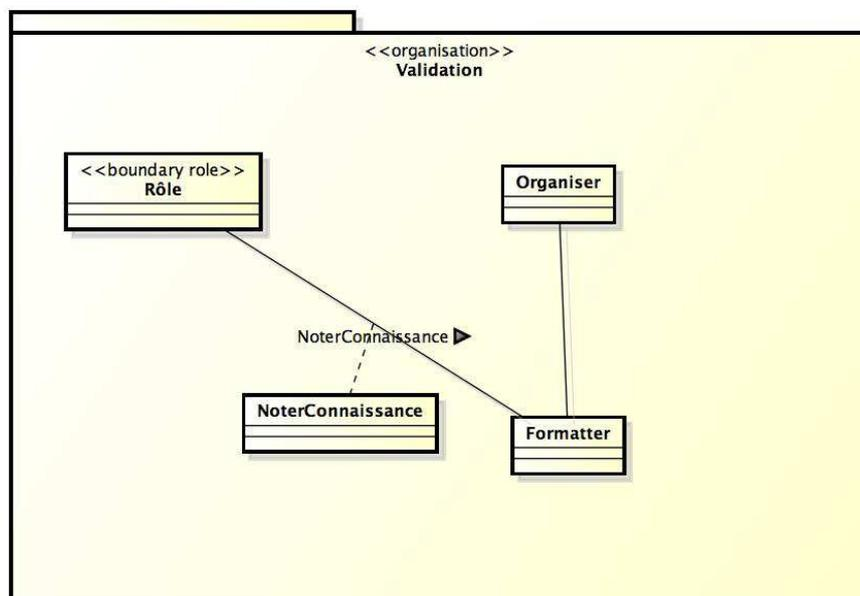 <<organisation>>
Validation
<<boundary role>>
Rôle
Organiser
NoterConnaissance
NoterConnaissance
Formatter